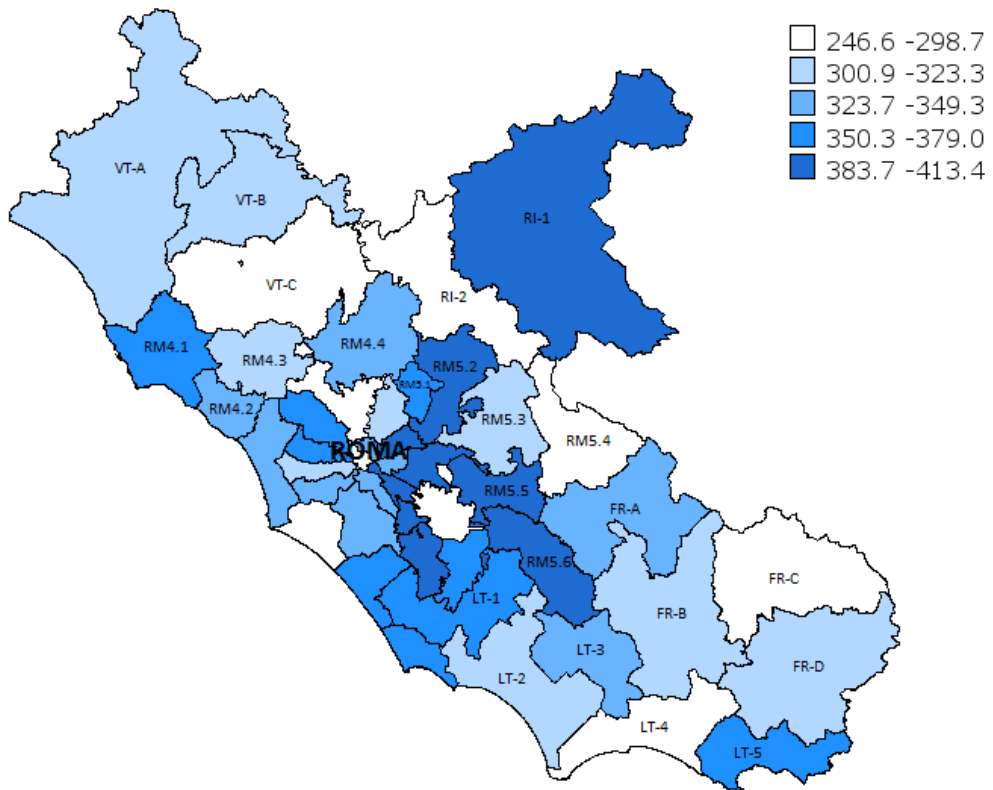 246.6 -298.7
300.9 -323.3
323.7 -349.3
350.3 -379.0
383.7 -413.4
VT-A
VT-B
RI-1
VT-C
RI-2
RM4.1
RM4.3
RM4.4
RM5.2
RM5.1
RM4.2
RM5.3
RM5.4
ROMA
RM5.5
FR-A
RM5.6
FR-C
LT-1
FR-B
LT-3
LT-2
FR-D
LT-4
LT-5